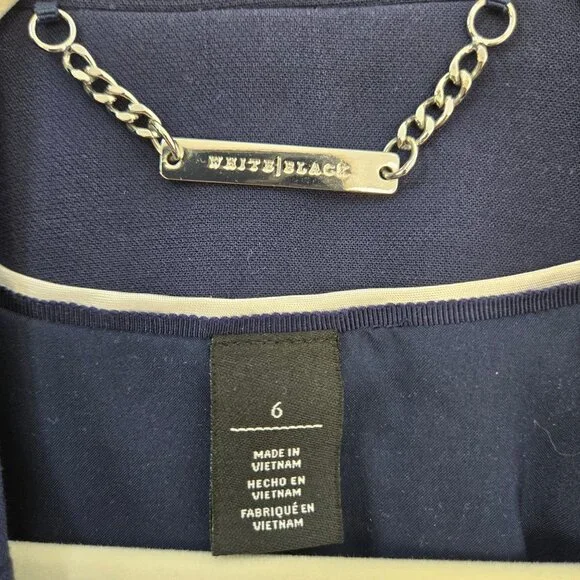 WHITE|BLACK
6
MADE IN
VIETNAM
HECHO EN
VIETNAM
FABRIQUÉ EN
VIETNAM